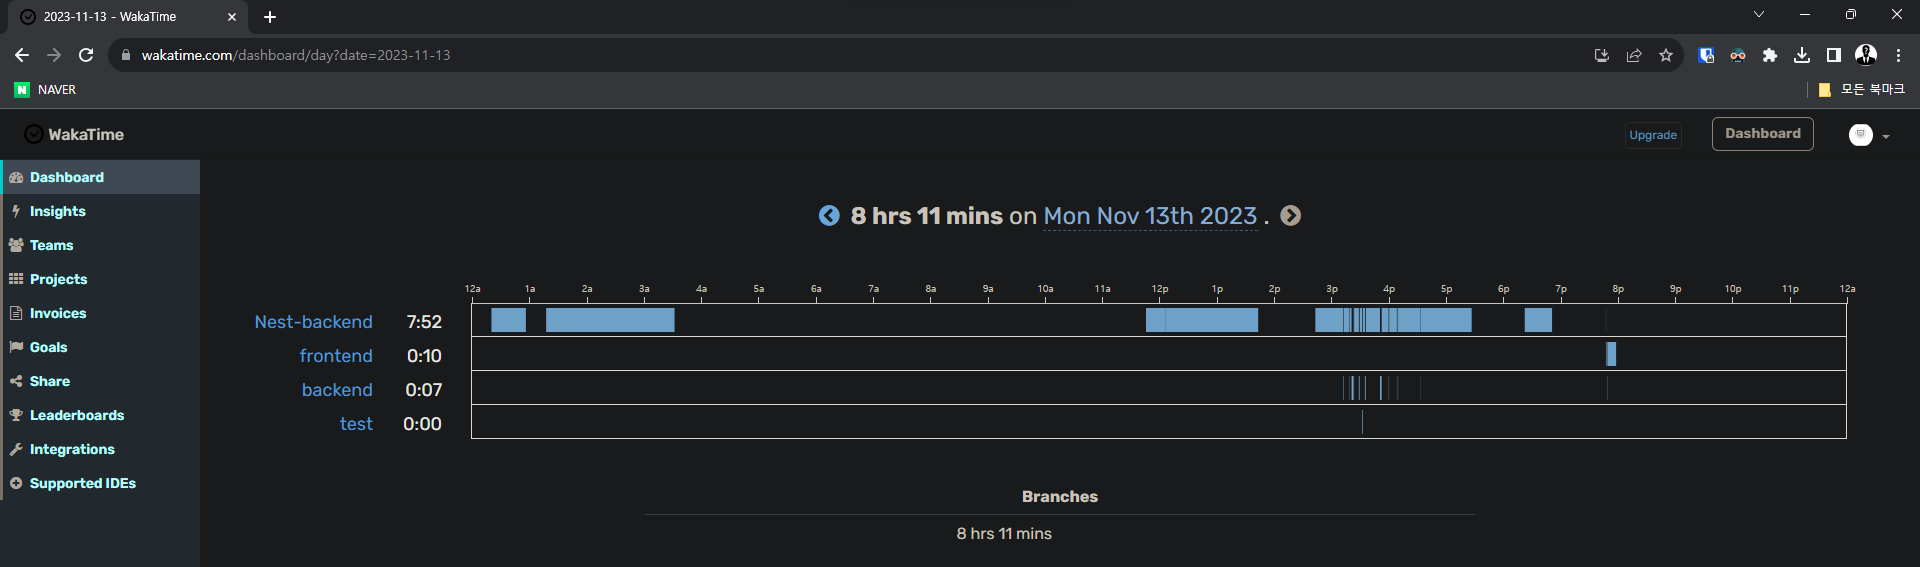 2023-11-13 - WakaTime
wakatime.com/dashboard/day?date=2023-11-13
N NAVER
모든 북마크
WakaTime
Upgrade
Dashboard
Dashboard
Insights
Teams
Projects
Invoices
Goals
Share
Leaderboards
Integrations
Supported IDEs
8 hrs 11 mins on Mon Nov 13th 2023 .
12a 1a 2a 3a 4a 5a 6a 7a 8a 9a 10a 11a 12p 1p 2p 3p 4p 5p 6p 7p 8p 9p 10p 11p 12a
Nest-backend 7:52
frontend 0:10
backend 0:07
test 0:00
Branches
8 hrs 11 mins